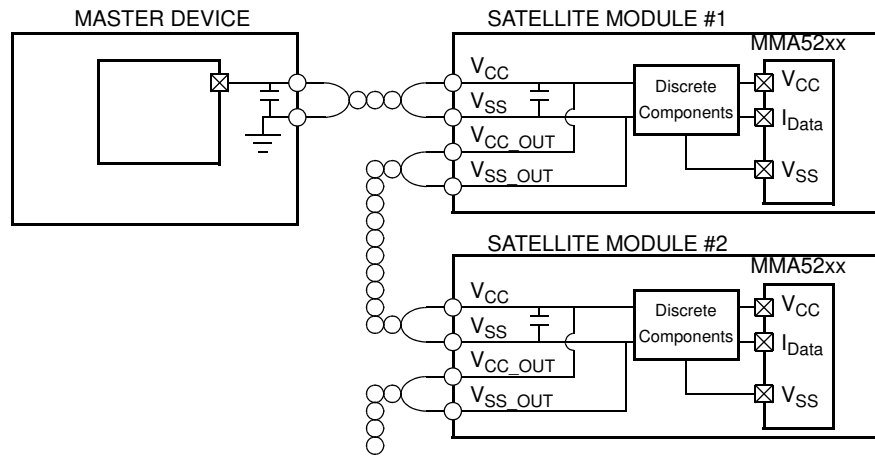 MASTER DEVICE
SATELLITE MODULE #1
MMA52xx
VCC
VSS
VCC_OUT
VSS_OUT
Discrete
Components
VCC
IData
VSS
SATELLITE MODULE #2
MMA52xx
VCC
VSS
VCC_OUT
VSS_OUT
Discrete
Components
VCC
IData
VSS